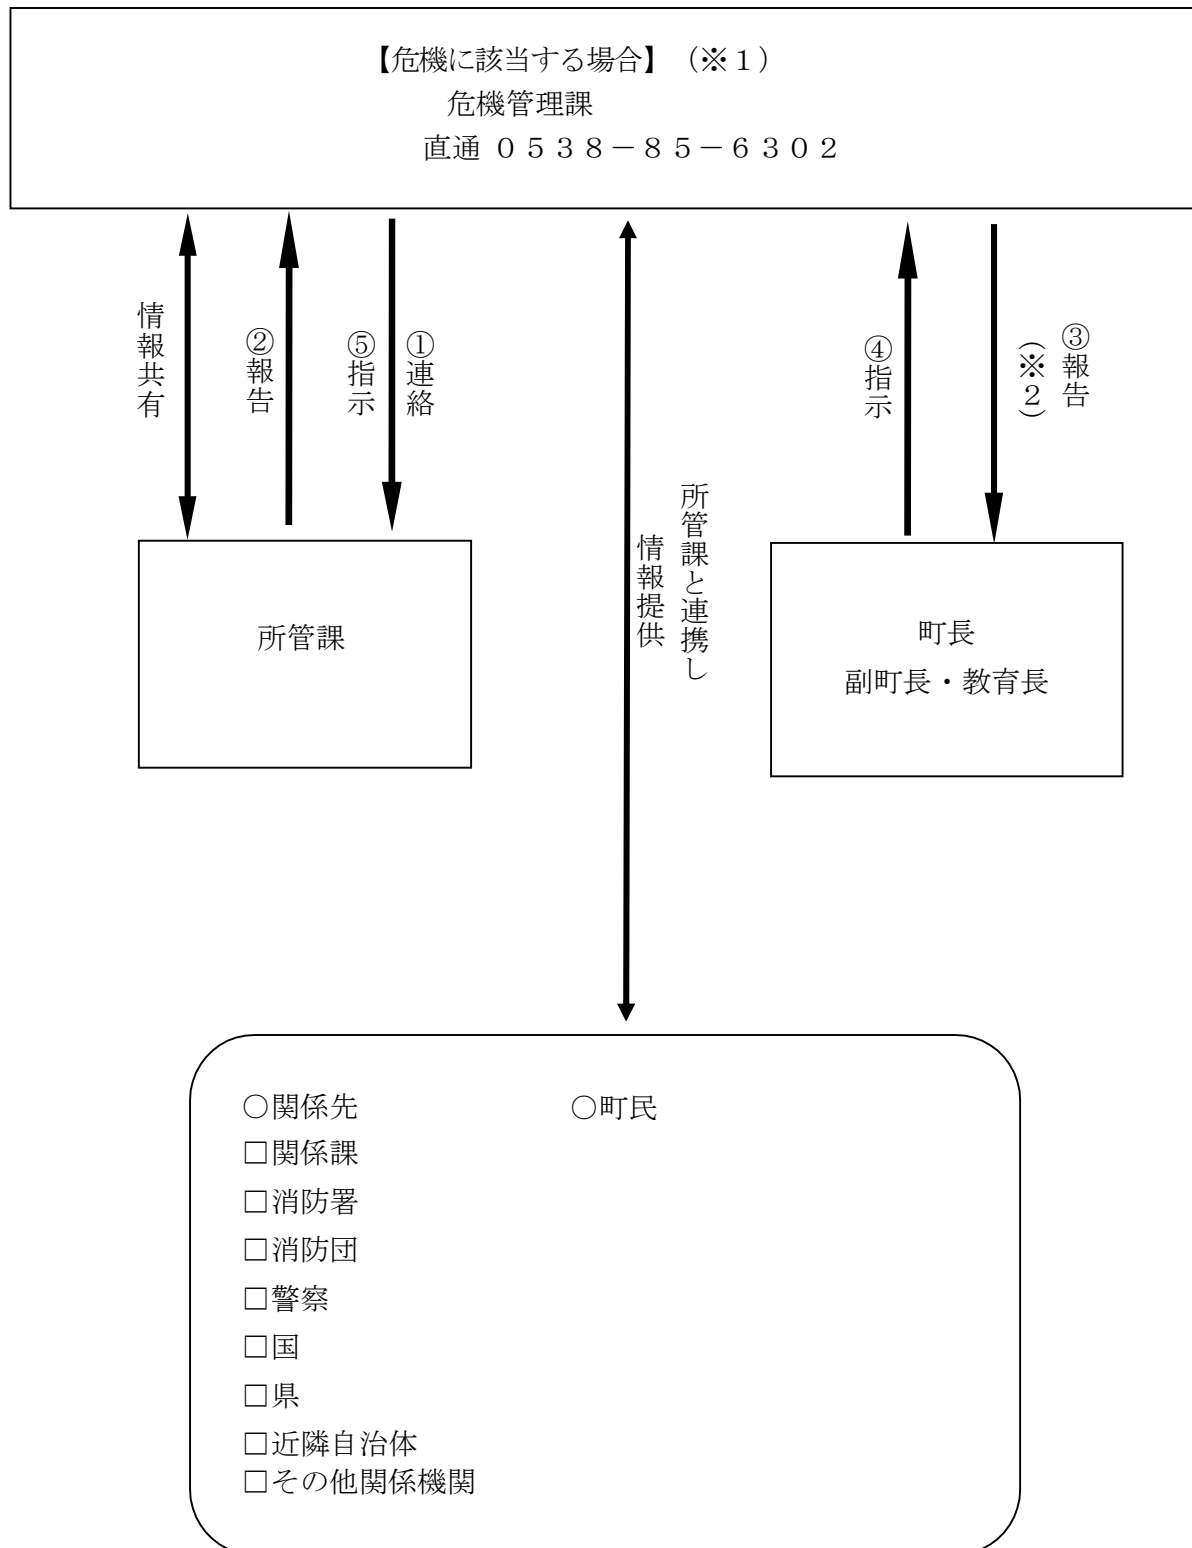 【危機に該当する場合】（※１）
危機管理課
直通 ０５３８－８５－６３０２
情報共有
②報告
⑤指示
①連絡
所管課と連携し
情報提供
④指示
③報告
（※２）
所管課
町長
副町長・教育長
○関係先
○町民
□関係課
□消防署
□消防団
□警察
□国
□県
□近隣自治体
□その他関係機関